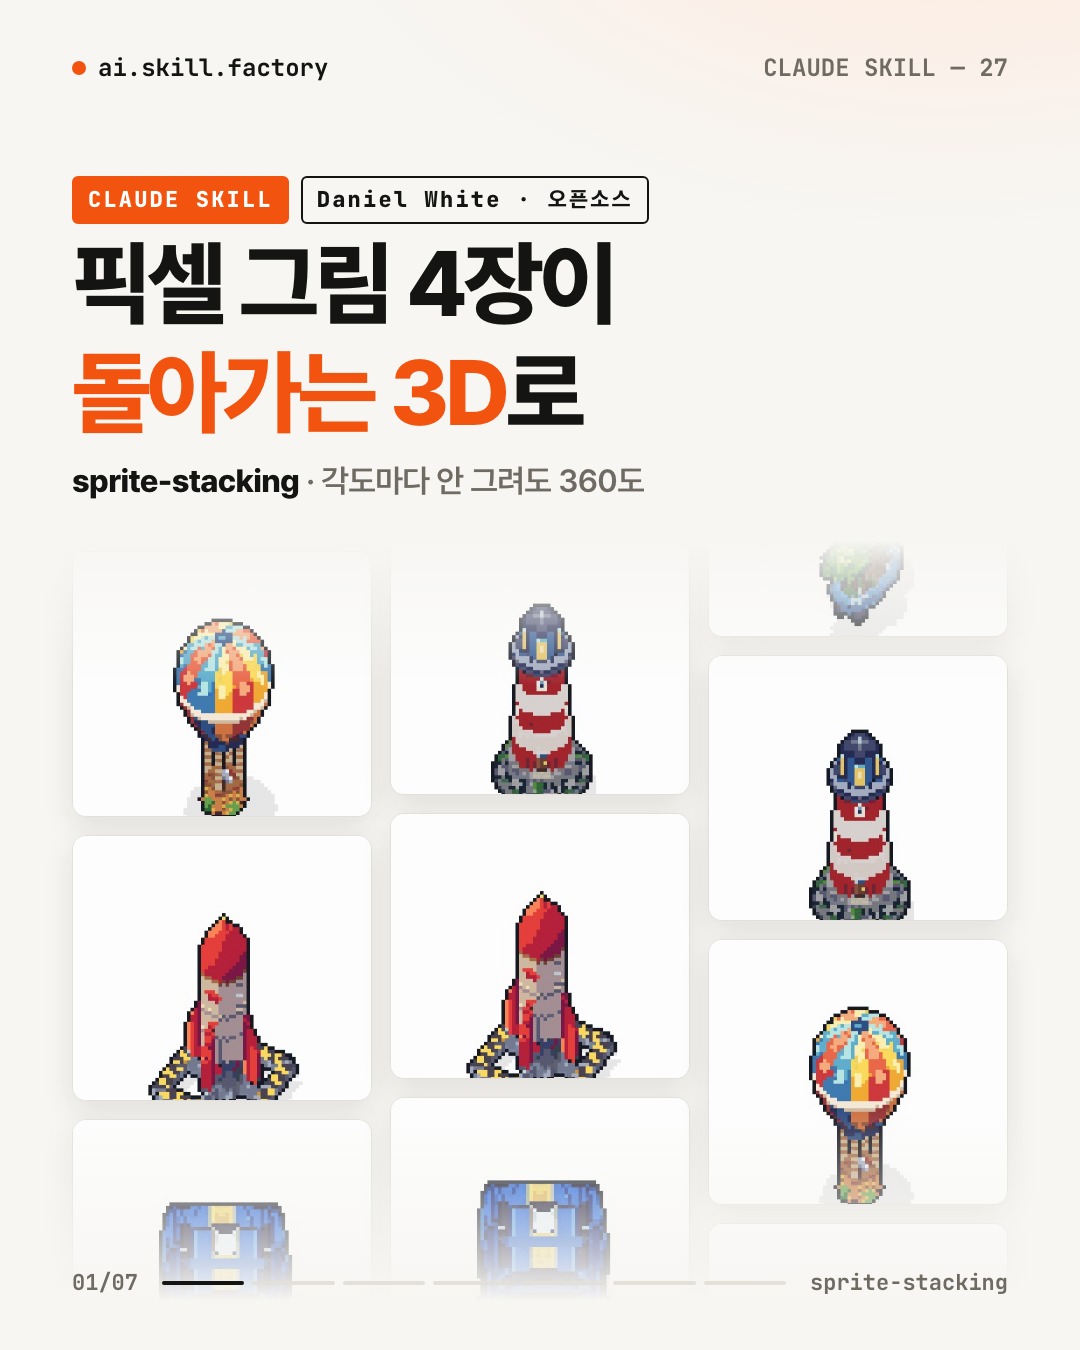 ai.skill.factory
CLAUDE SKILL — 27
CLAUDE SKILL
Daniel White · 오픈소스
픽셀 그림 4장이
돌아가는 3D로
sprite-stacking · 각도마다 안 그려도 360도
01/07
sprite-stacking